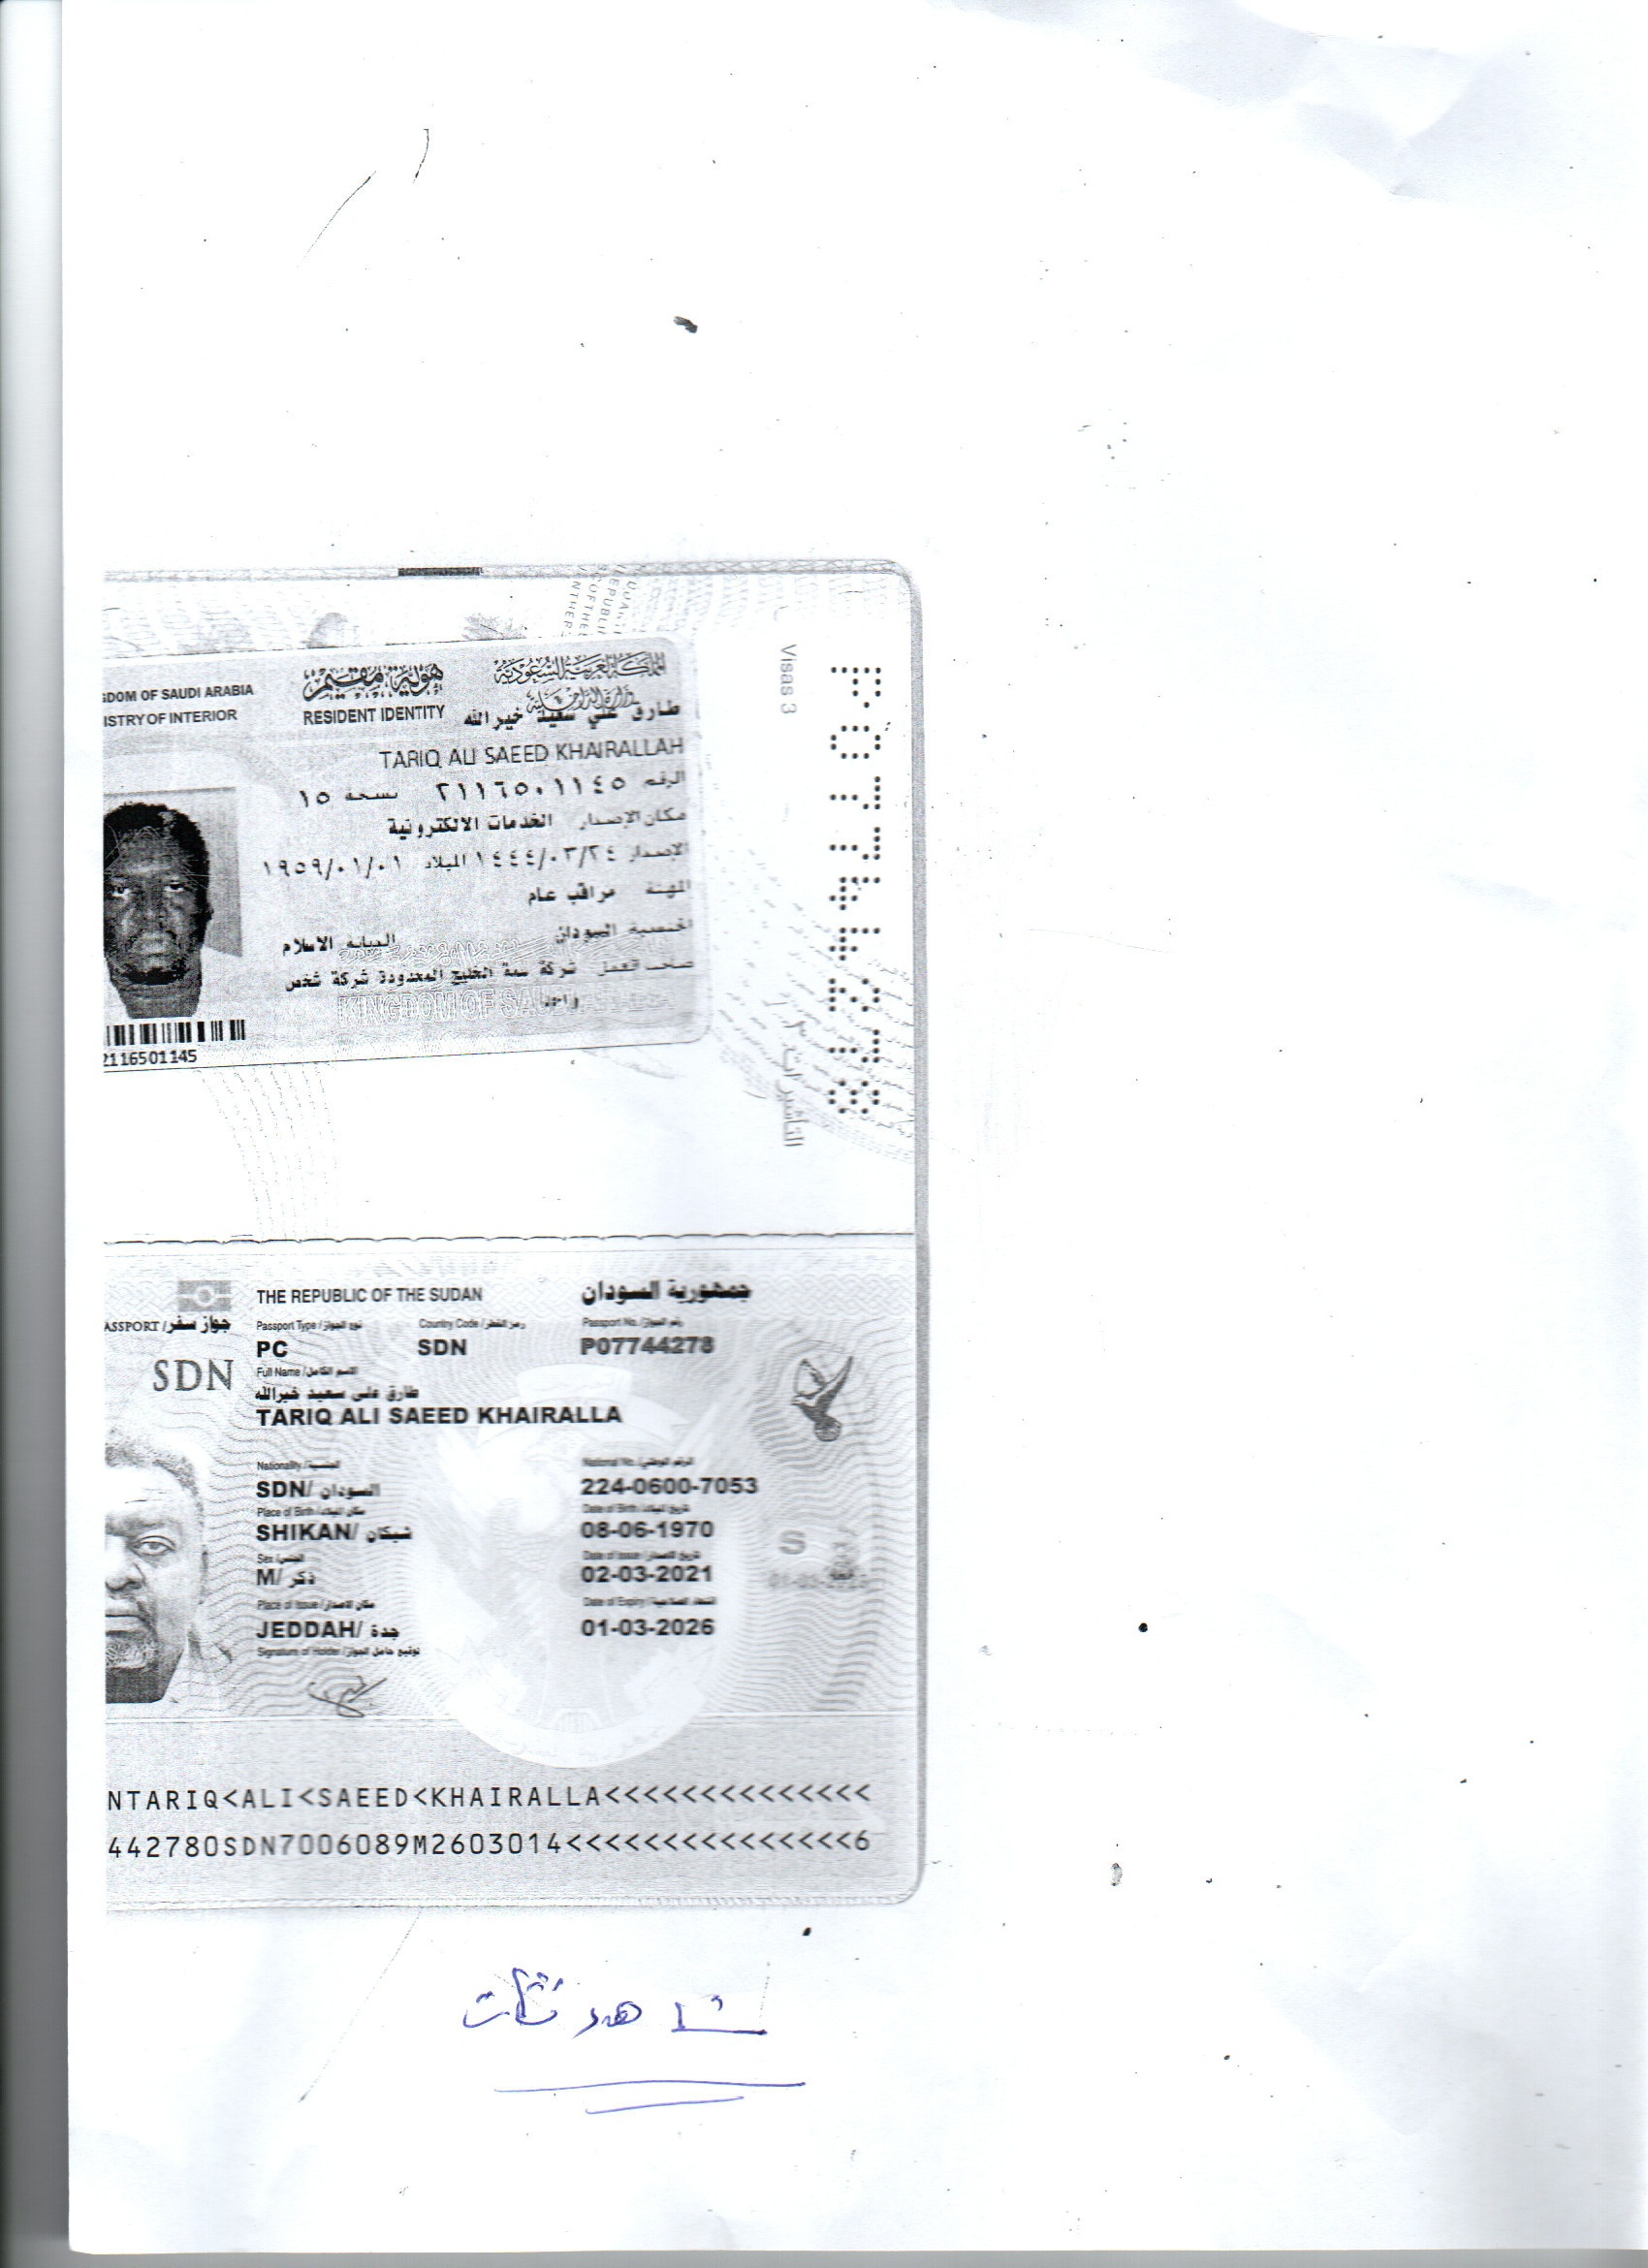 GDOM OF SAUDI ARABIA
ISTRY OF INTERIOR
هوية مقيم
RESIDENT IDENTITY
المملكة العربية السعودية
وزارة الداخلية
طارق علي سعيد خيرالله
TARIQ ALI SAEED KHAIRALLAH
الرقم ٢١١٦٥٠١١٤٥ نسخة ١٥
مكان الإصدار الخدمات الالكترونية
الإصدار ١٤٤٤/٠٣/٢٤ الميلاد ١٩٥٩/٠١/٠١
المهنة مراقب عام
الجنسية السودان الديانة الاسلام
صاحب العمل شركة سمة الخليج المحدودة شركة شخص
واحد
KINGDOM OF SAUDI ARABIA
2116501145
Visas 3
التأشيرات
P07744278
THE REPUBLIC OF THE SUDAN
جمهورية السودان
ASSPORT / جواز سفر
Passport Type / نوع الجواز
Country Code / رمز القطر
Passport No. / رقم الجواز
PC
SDN
P07744278
SDN
Full Name / الاسم الكامل
طارق على سعيد خيرالله
TARIQ ALI SAEED KHAIRALLA
Nationality / الجنسية
National No. / الرقم الوطني
SDN/ السودان
224-0600-7053
Place of Birth / مكان الميلاد
Date of Birth / تاريخ الميلاد
SHIKAN/ شيكان
08-06-1970
Sex / الجنس
Date of Issue / تاريخ الاصدار
M/ ذكر
02-03-2021
Place of Issue / مكان الاصدار
Date of Expiry
JEDDAH/ جدة
01-03-2026
Signature of Holder / توقيع حامل الجواز
NTARIQ<ALI<SAEED<KHAIRALLA<<<<<<<<<<<<<<
442780SDN7006089M2603014<<<<<<<<<<<<<<<6
شاهد ثالث